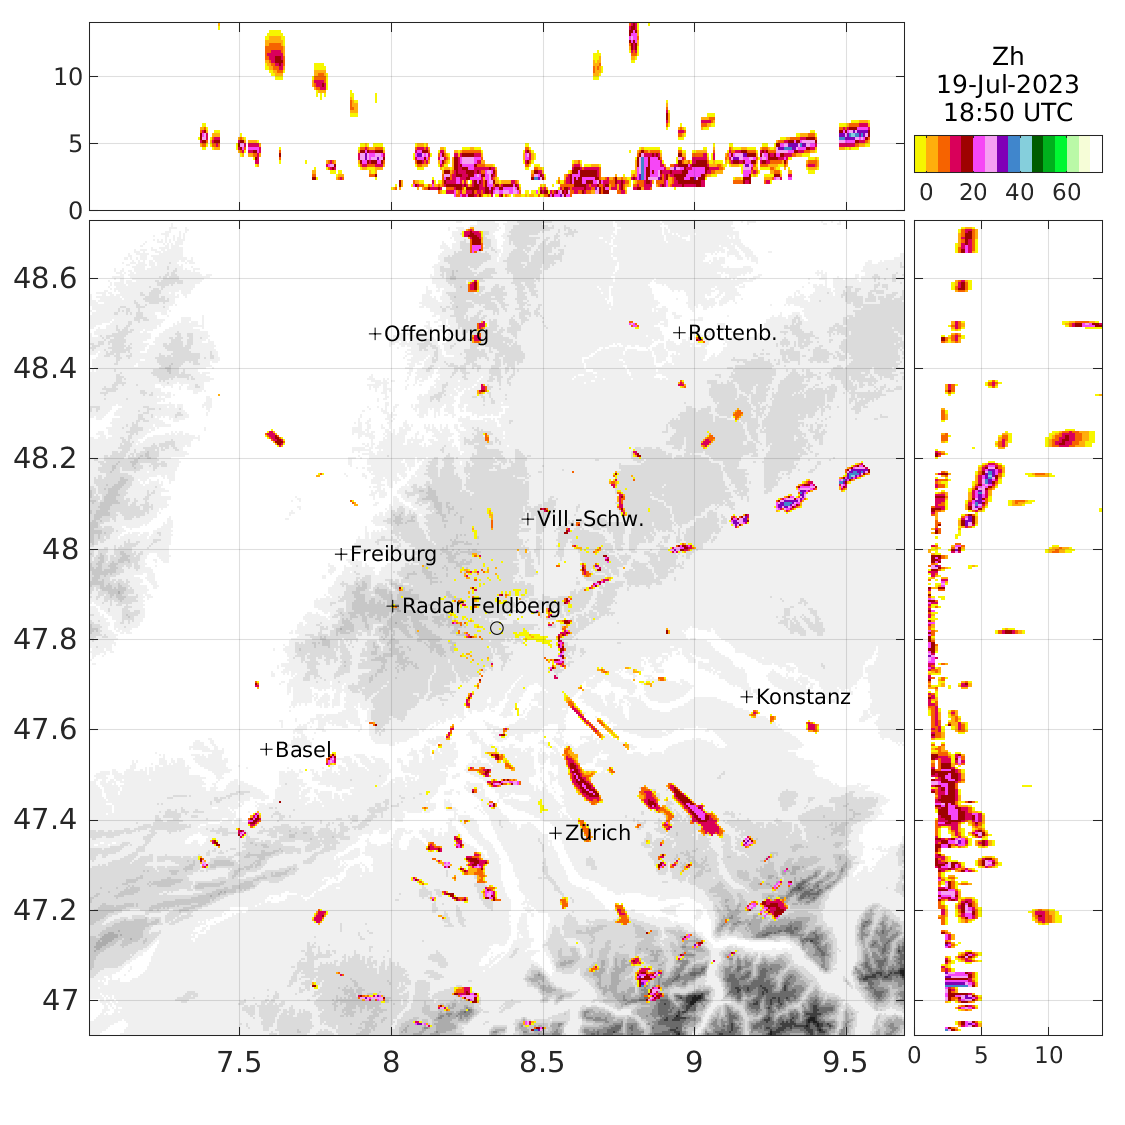 10
5
0
Zh
19-Jul-2023
18:50 UTC
0 20 40 60
48.6
48.4
48.2
48
47.8
47.6
47.4
47.2
47
+Offenburg
+Rottenb.
+Vill.-Schw.
+Freiburg
+Radar Feldberg
+Konstanz
+Basel
+Zürich
7.5 8 8.5 9 9.5
0 5 10